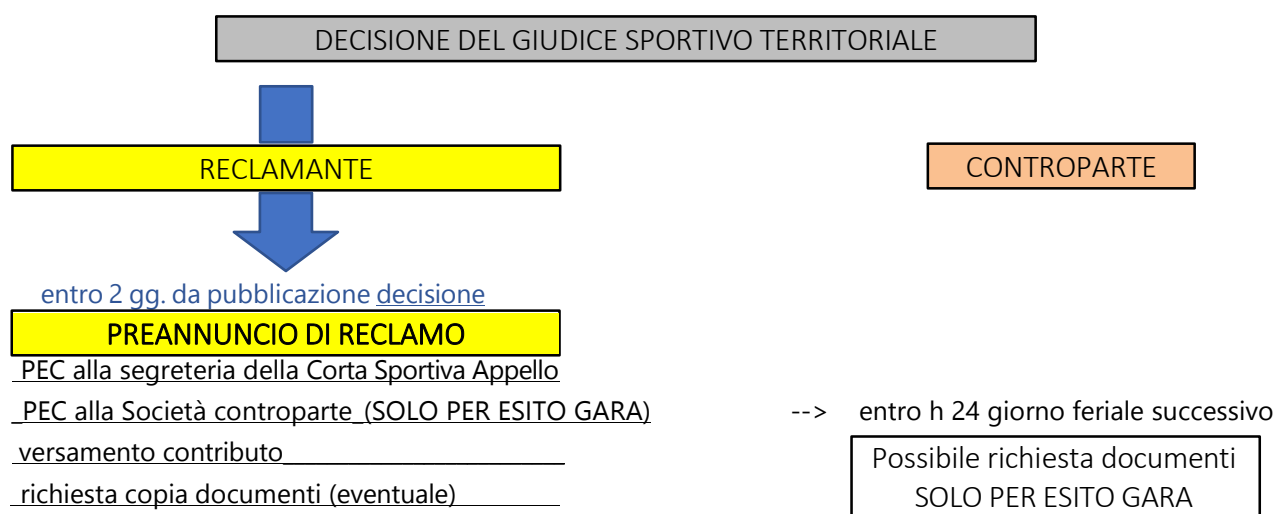 DECISIONE DEL GIUDICE SPORTIVO TERRITORIALE
RECLAMANTE
CONTROPARTE
entro 2 gg. da pubblicazione decisione
PREANNUNCIO DI RECLAMO
PEC alla segreteria della Corta Sportiva Appello
_PEC alla Società controparte_(SOLO PER ESITO GARA)
--> entro h 24 giorno feriale successivo
versamento contributo____________________
Possibile richiesta documenti
richiesta copia documenti (eventuale)
SOLO PER ESITO GARA